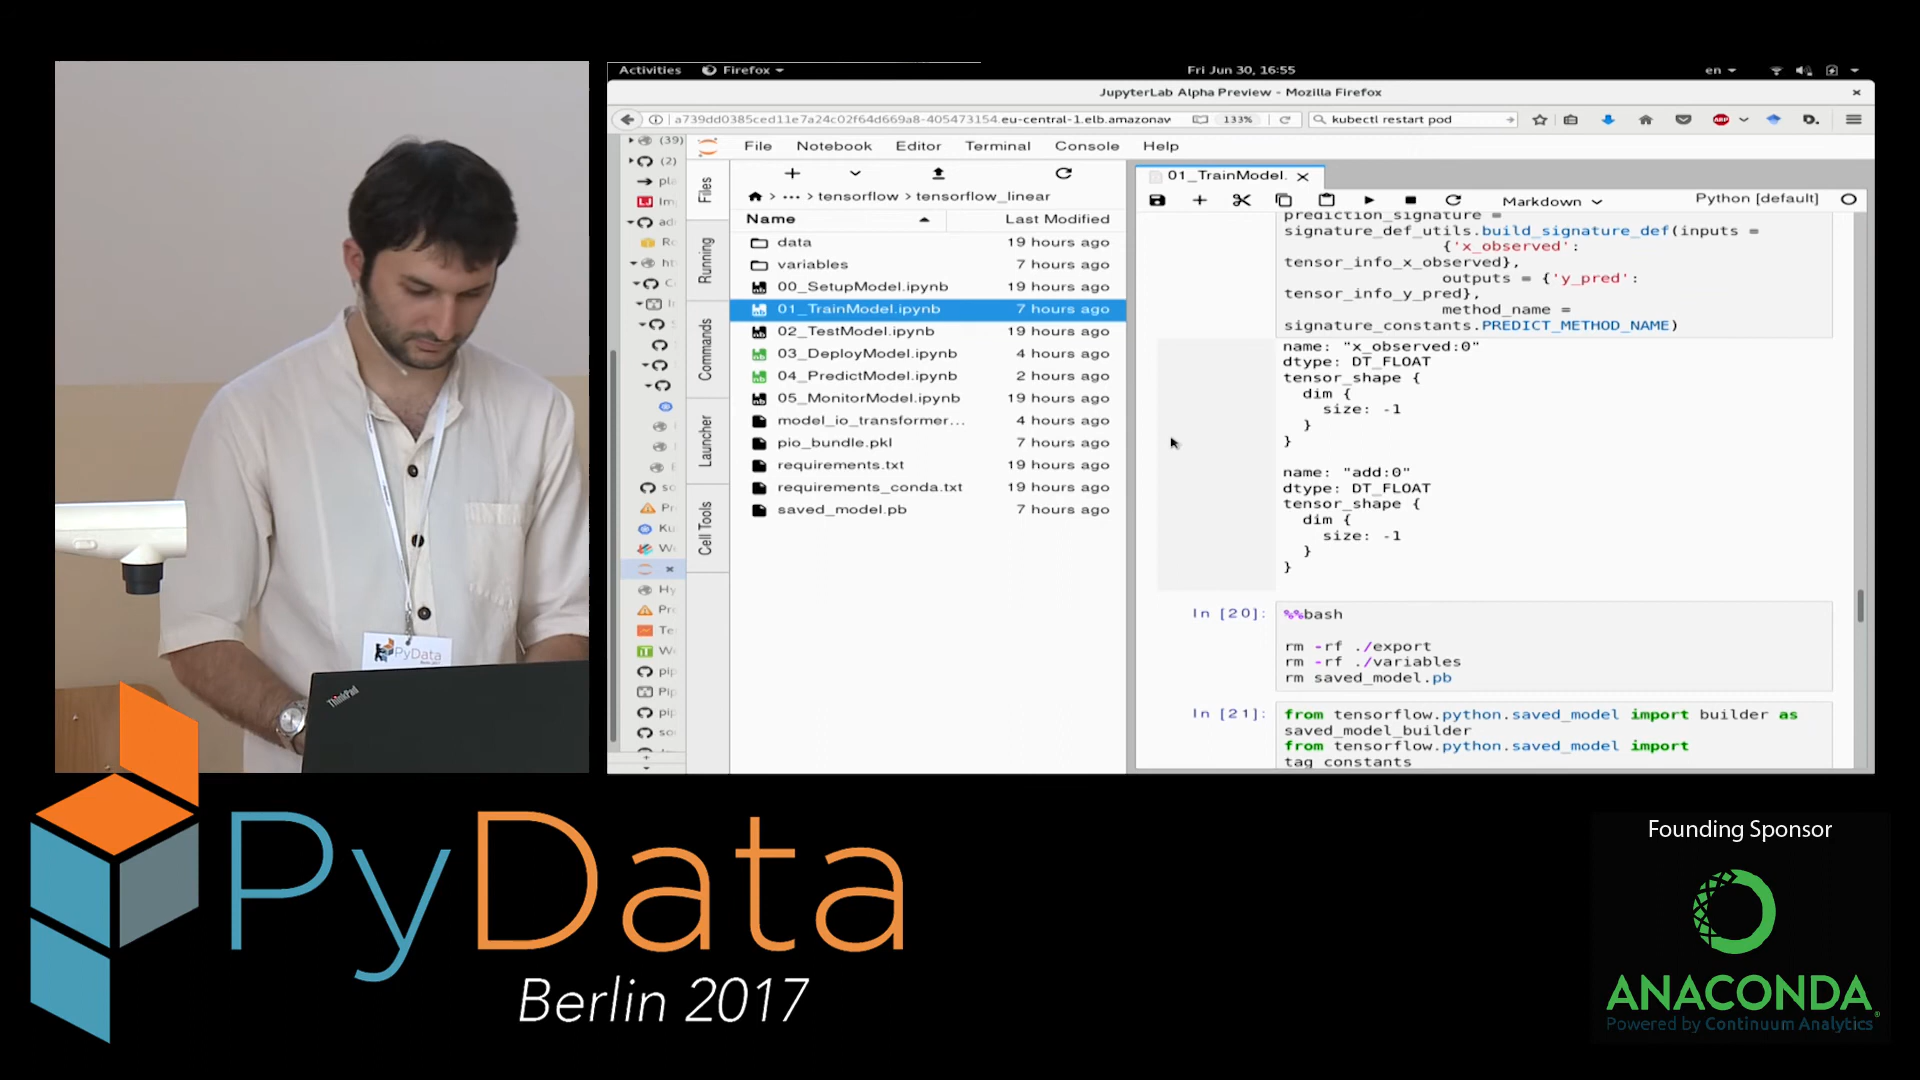 Activities Firefox Fri Jun 30, 16:55 en
JupyterLab Alpha Preview - Mozilla Firefox
a739dd0385ced11e7a24c02f64d669a8-405473154.eu-central-1.elb.amazonav 133% kubectl restart pod
File Notebook Editor Terminal Console Help
(39)
(2)
Files
Running
Commands
Launcher
Cell Tools
> ... > tensorflow > tensorflow_linear
Name Last Modified
data 19 hours ago
variables 7 hours ago
00_SetupModel.ipynb 19 hours ago
01_TrainModel.ipynb 7 hours ago
02_TestModel.ipynb 19 hours ago
03_DeployModel.ipynb 4 hours ago
04_PredictModel.ipynb 2 hours ago
05_MonitorModel.ipynb 19 hours ago
model_io_transformer... 4 hours ago
pio_bundle.pkl 7 hours ago
requirements.txt 19 hours ago
requirements_conda.txt 19 hours ago
saved_model.pb 7 hours ago
01_TrainModel.
Markdown Python [default]
prediction_signature =
signature_def_utils.build_signature_def(inputs =
{'x_observed':
tensor_info_x_observed},
outputs = {'y_pred':
tensor_info_y_pred},
method_name =
signature_constants.PREDICT_METHOD_NAME)
name: "x_observed:0"
dtype: DT_FLOAT
tensor_shape {
dim {
size: -1
}
}
name: "add:0"
dtype: DT_FLOAT
tensor_shape {
dim {
size: -1
}
}
In [20]: %%bash
rm -rf ./export
rm -rf ./variables
rm saved_model.pb
In [21]: from tensorflow.python.saved_model import builder as
saved_model_builder
from tensorflow.python.saved_model import
tag_constants
PyData
Berlin 2017
ThinkPad
PyData
Berlin 2017
Founding Sponsor
ANACONDA
Powered by Continuum Analytics